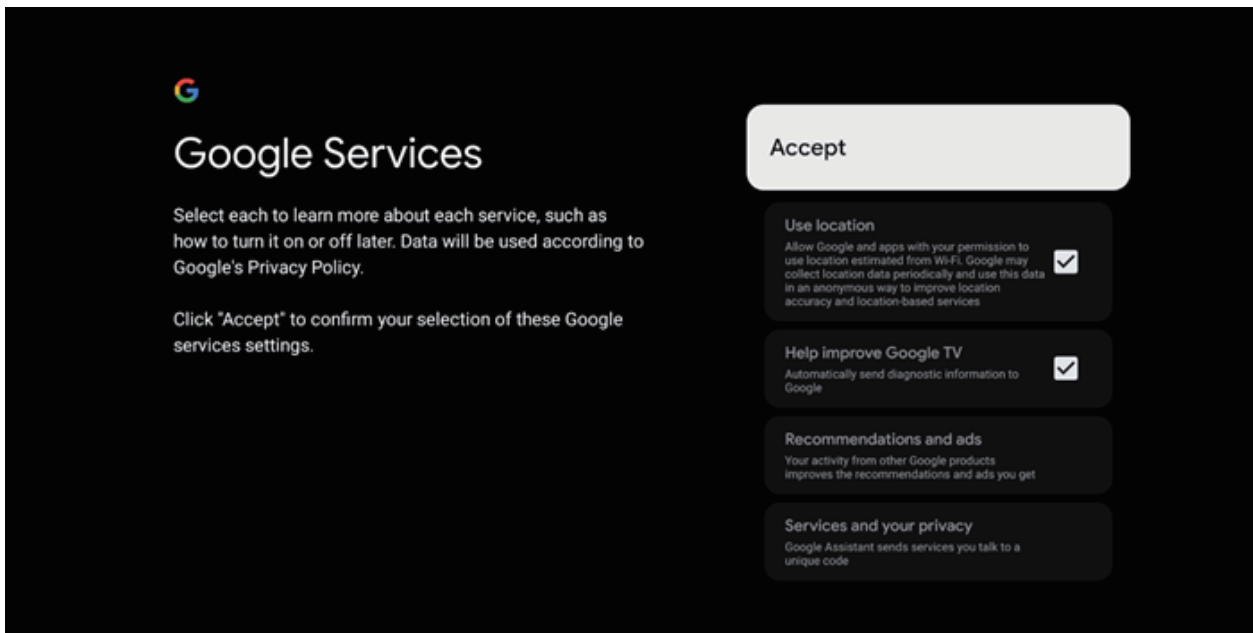 Google Services
Select each to learn more about each service, such as
how to turn it on or off later. Data will be used according to
Google's Privacy Policy.
Click "Accept" to confirm your selection of these Google
services settings.
Accept
Use location
Allow Google and apps with your permission to
use location estimated from Wi-Fi. Google may
collect location data periodically and use this data
in an anonymous way to improve location
accuracy and location-based services
Help improve Google TV
Automatically send diagnostic information to
Google
Recommendations and ads
Your activity from other Google products
improves the recommendations and ads you get
Services and your privacy
Google Assistant sends services you talk to a
unique code